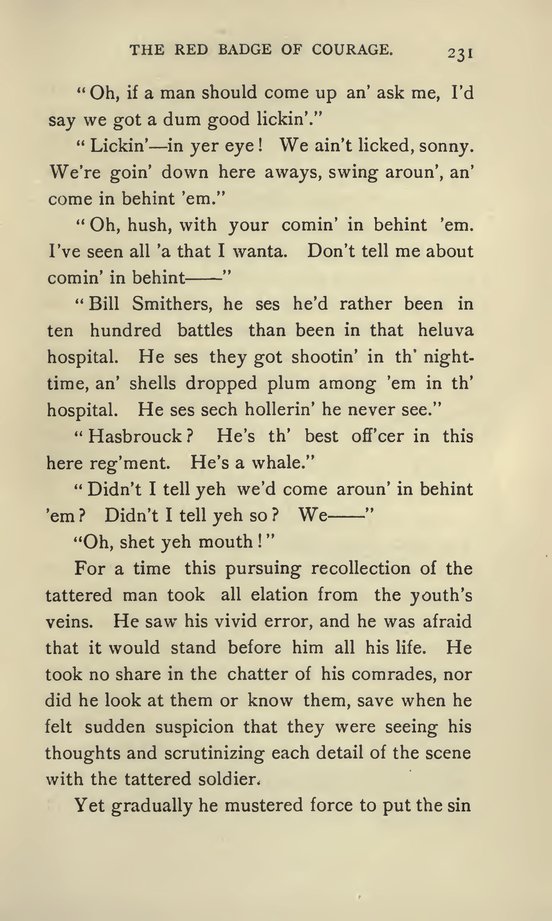 THE RED BADGE OF COURAGE. 231
“Oh, if a man should come up an’ ask me, I’d
say we got a dum good lickin’.”
“Lickin’—in yer eye! We ain’t licked, sonny.
We’re goin’ down here aways, swing aroun’, an’
come in behint ’em.”
“Oh, hush, with your comin’ in behint ’em.
I’ve seen all ’a that I wanta. Don’t tell me about
comin’ in behint——”
“Bill Smithers, he ses he’d rather been in
ten hundred battles than been in that heluva
hospital. He ses they got shootin’ in th’ night-
time, an’ shells dropped plum among ’em in th’
hospital. He ses sech hollerin’ he never see.”
“Hasbrouck? He’s th’ best off’cer in this
here reg’ment. He’s a whale.”
“Didn’t I tell yeh we’d come aroun’ in behint
’em? Didn’t I tell yeh so? We——”
“Oh, shet yeh mouth!”
For a time this pursuing recollection of the
tattered man took all elation from the youth’s
veins. He saw his vivid error, and he was afraid
that it would stand before him all his life. He
took no share in the chatter of his comrades, nor
did he look at them or know them, save when he
felt sudden suspicion that they were seeing his
thoughts and scrutinizing each detail of the scene
with the tattered soldier.
Yet gradually he mustered force to put the sin